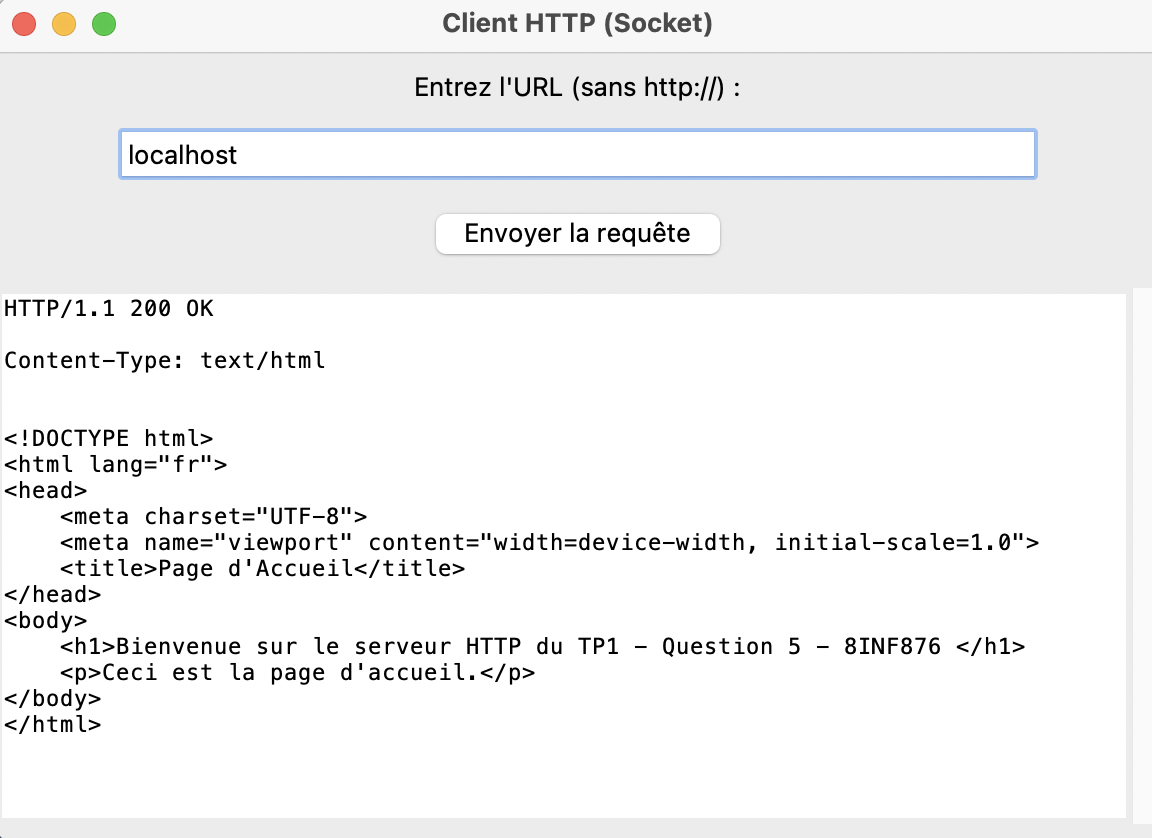 Client HTTP (Socket)
Entrez l'URL (sans http://) :
localhost
Envoyer la requête
HTTP/1.1 200 OK
Content-Type: text/html
<!DOCTYPE html>
<html lang="fr">
<head>
    <meta charset="UTF-8">
    <meta name="viewport" content="width=device-width, initial-scale=1.0">
    <title>Page d'Accueil</title>
</head>
<body>
    <h1>Bienvenue sur le serveur HTTP du TP1 - Question 5 - 8INF876 </h1>
    <p>Ceci est la page d'accueil.</p>
</body>
</html>